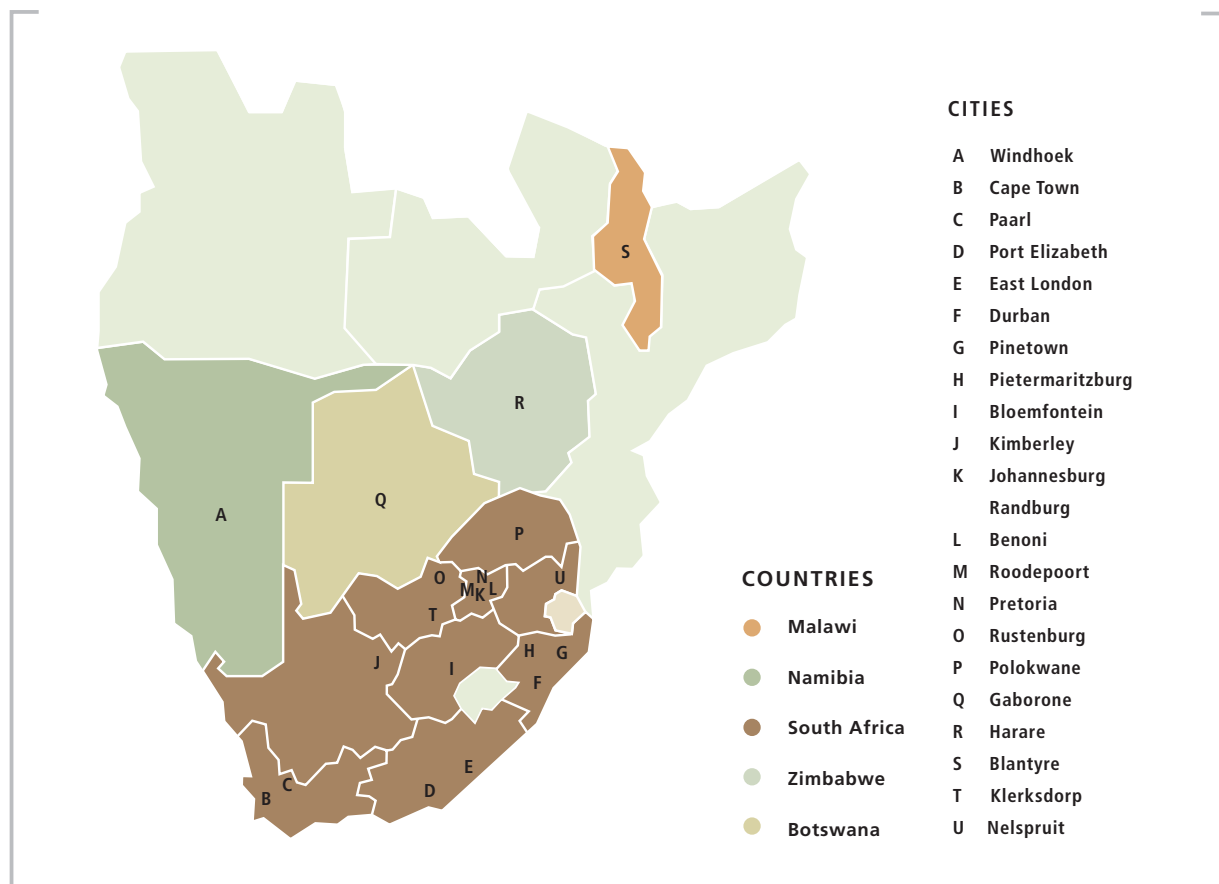 CITIES
A Windhoek
B Cape Town
C Paarl
D Port Elizabeth
E East London
F Durban
G Pinetown
H Pietermaritzburg
I Bloemfontein
J Kimberley
K Johannesburg
Randburg
L Benoni
M Roodepoort
N Pretoria
O Rustenburg
P Polokwane
Q Gaborone
R Harare
S Blantyre
T Klerksdorp
U Nelspruit
COUNTRIES
Malawi
Namibia
South Africa
Zimbabwe
Botswana
S
R
Q
A
P
O
N
U
M
K
L
T
J
I
H
G
F
E
D
C
B